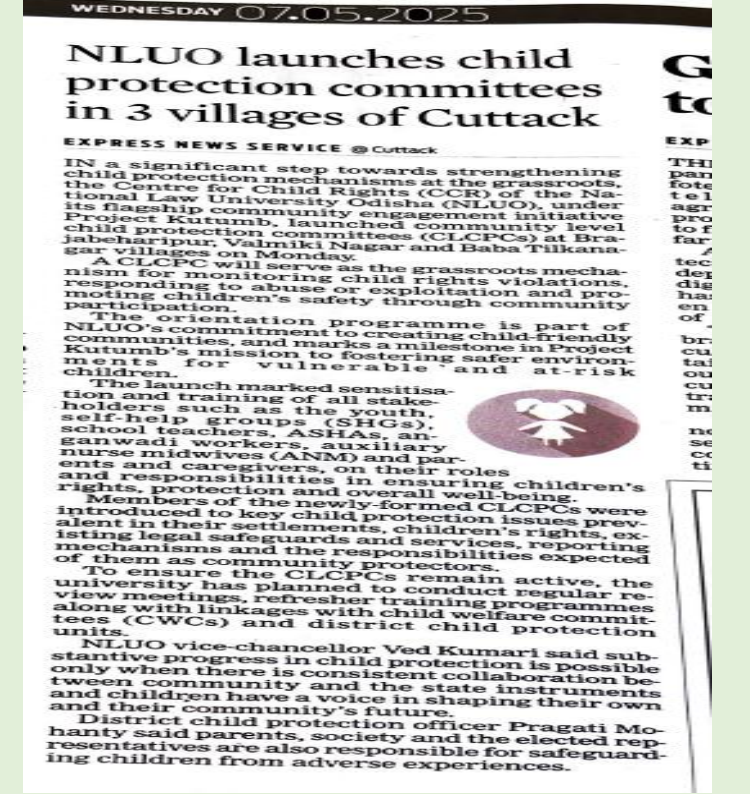 WEDNESDAY 07.05.2025
NLUO launches child
protection committees
in 3 villages of Cuttack
EXPRESS NEWS SERVICE @ Cuttack
IN a significant step towards strengthening
child protection mechanisms at the grassroots,
the Centre for Child Rights (CCR) of the Na-
tional Law University Odisha (NLUO), under
its flagship community engagement initiative
Project Kutumb, launched community level
child protection committees (CLCPCs) at Bra-
jabeharipur, Valmiki Nagar and Baba Tilkana-
gar villages on Monday.
A CLCPC will serve as the grassroots mecha-
nism for monitoring child rights violations,
responding to abuse or exploitation and pro-
moting children's safety through community
participation.
The orientation programme is part of
NLUO's commitment to creating child-friendly
communities, and marks a milestone in Project
Kutumb's mission to fostering safer environ-
ments for vulnerable and at-risk
children.
The launch marked sensitisa-
tion and training of all stake-
holders such as the youth,
self-help groups (SHGs),
school teachers, ASHAs, an-
ganwadi workers, auxiliary
nurse midwives (ANM) and par-
ents and caregivers, on their roles
and responsibilities in ensuring children's
rights, protection and overall well-being.
Members of the newly-formed CLCPCs were
introduced to key child protection issues prev-
alent in their settlements, children's rights, ex-
isting legal safeguards and services, reporting
mechanisms and the responsibilities expected
of them as community protectors.
To ensure the CLCPCs remain active, the
university has planned to conduct regular re-
view meetings, refresher training programmes
along with linkages with child welfare commit-
tees (CWCs) and district child protection
units.
NLUO vice-chancellor Ved Kumari said sub-
stantive progress in child protection is possible
only when there is consistent collaboration be-
tween community and the state instruments
and children have a voice in shaping their own
and their community's future.
District child protection officer Pragati Mo-
hanty said parents, society and the elected rep-
resentatives are also responsible for safeguard-
ing children from adverse experiences.